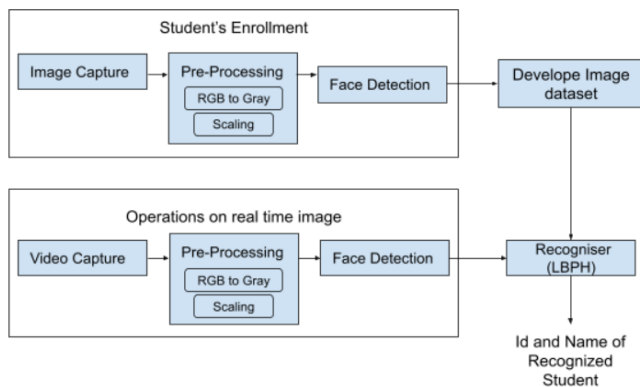 Student's Enrollment
Image Capture
Pre-Processing
RGB to Gray
Scaling
Face Detection
Develope Image
dataset
Operations on real time image
Video Capture
Pre-Processing
RGB to Gray
Scaling
Face Detection
Recogniser
(LBPH)
Id and Name of
Recognized
Student